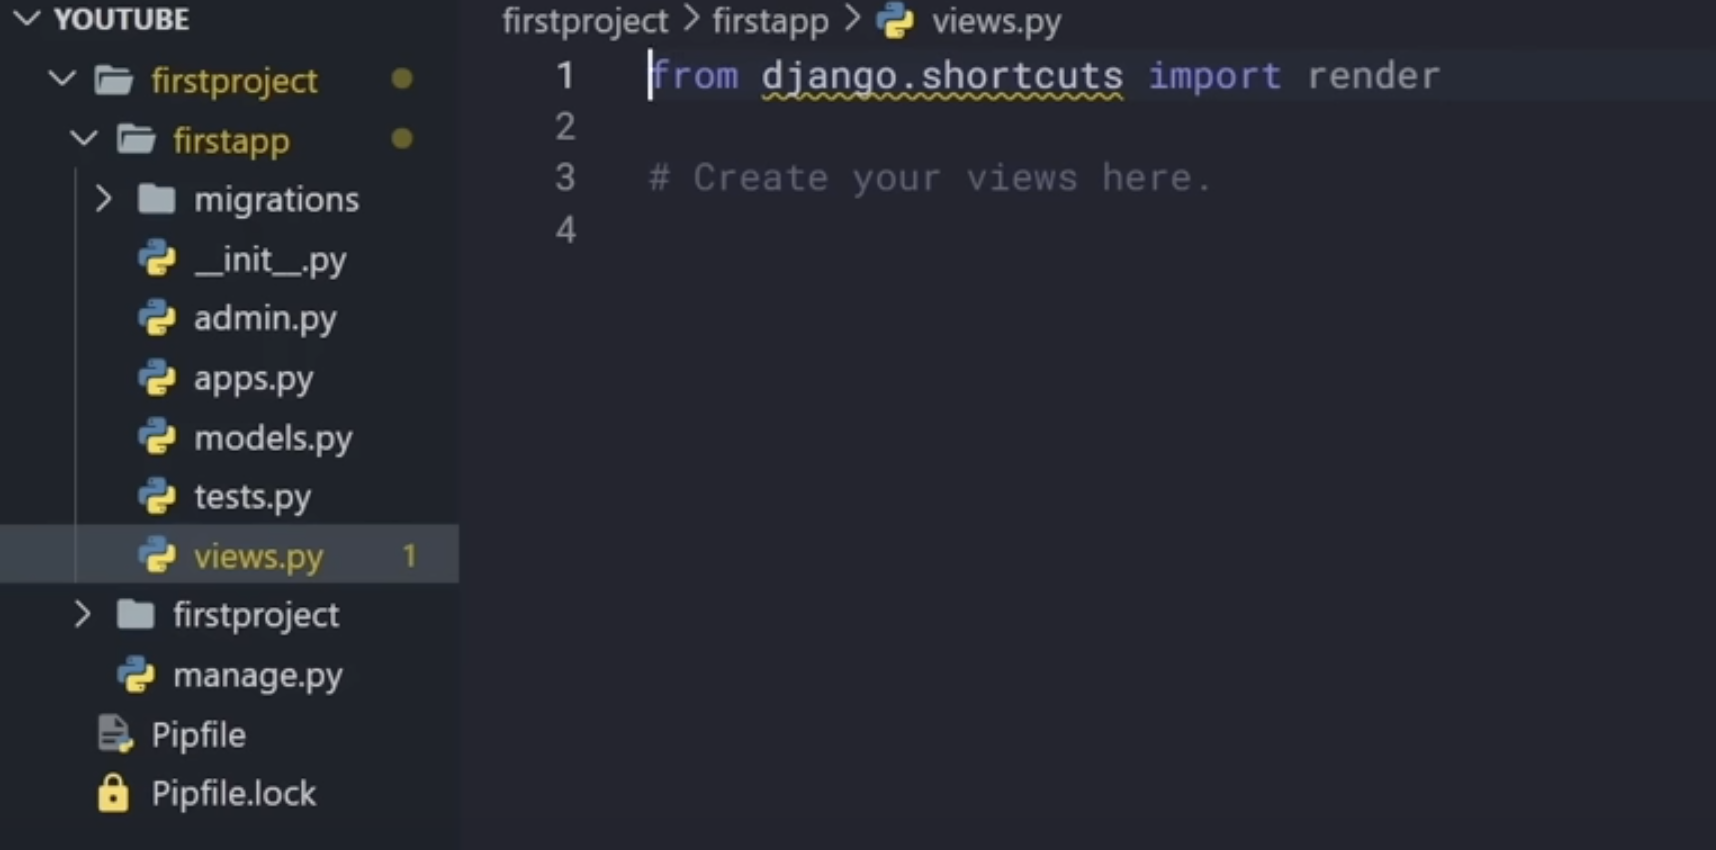 YOUTUBE
firstproject
firstapp
migrations
__init__.py
admin.py
apps.py
models.py
tests.py
views.py 1
firstproject
manage.py
Pipfile
Pipfile.lock
firstproject > firstapp > views.py
1 from django.shortcuts import render
2
3 # Create your views here.
4